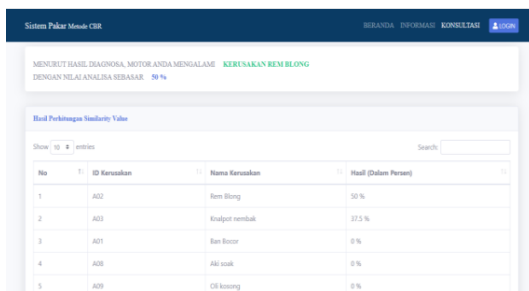 Sistem Pakar Metode CBR
BERANDA INFORMASI KONSULTASI LOGIN
MENURUT HASIL DIAGNOSA, MOTOR ANDA MENGALAMI KERUSAKAN REM BLONG
DENGAN NILAI ANALISA SEBASAR 50 %
Hasil Perhitungan Similarity Value
Show 10 entries Search:
No ID Kerusakan Nama Kerusakan Hasil (Dalam Persen)
1 A02 Rem Blong 50 %
2 A03 Knalpot nembak 37.5 %
3 A01 Ban Bocor 0 %
4 A08 Aki soak 0 %
5 A09 Oli kosong 0 %